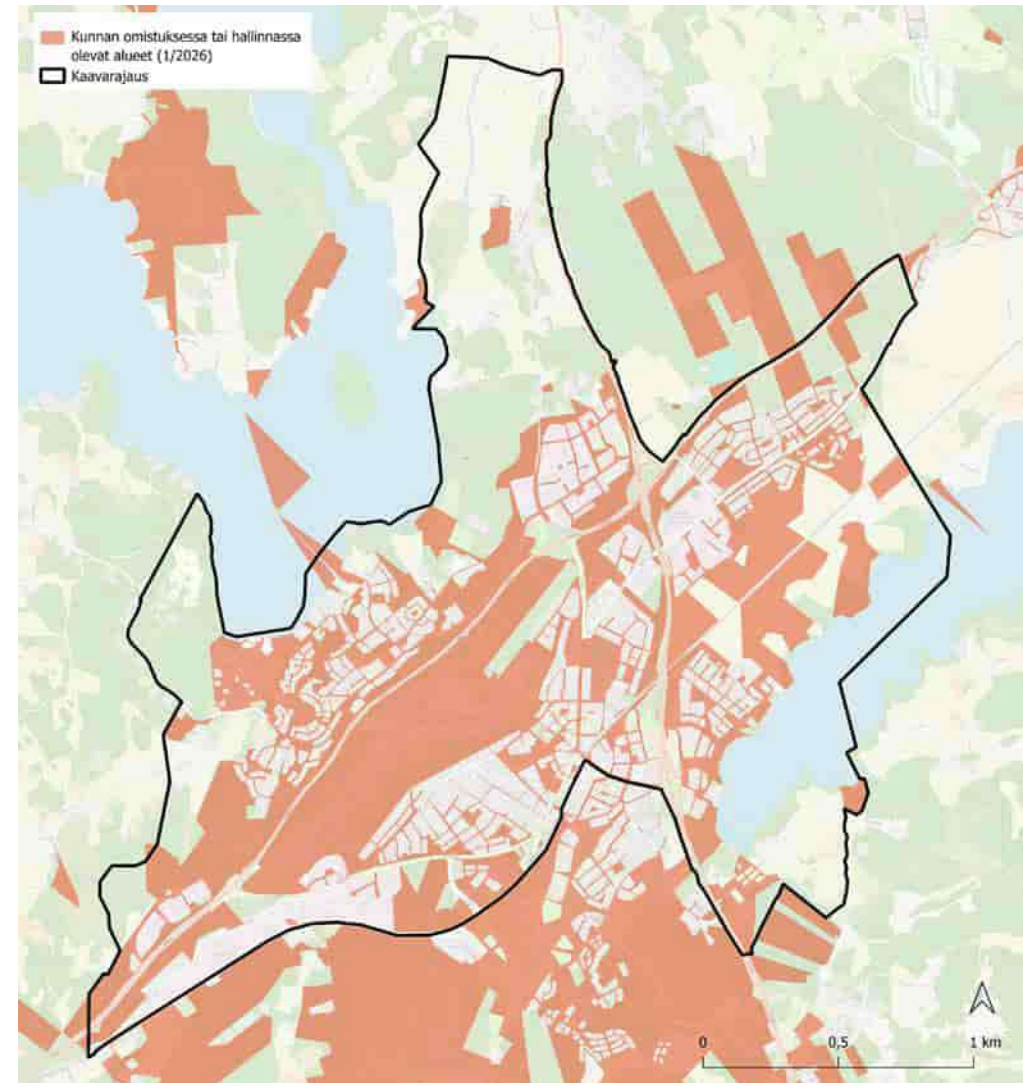 Kunnan omistuksessa tai hallinnassa
olevat alueet (1/2026)
Kaavarajaus
0 0,5 1 km